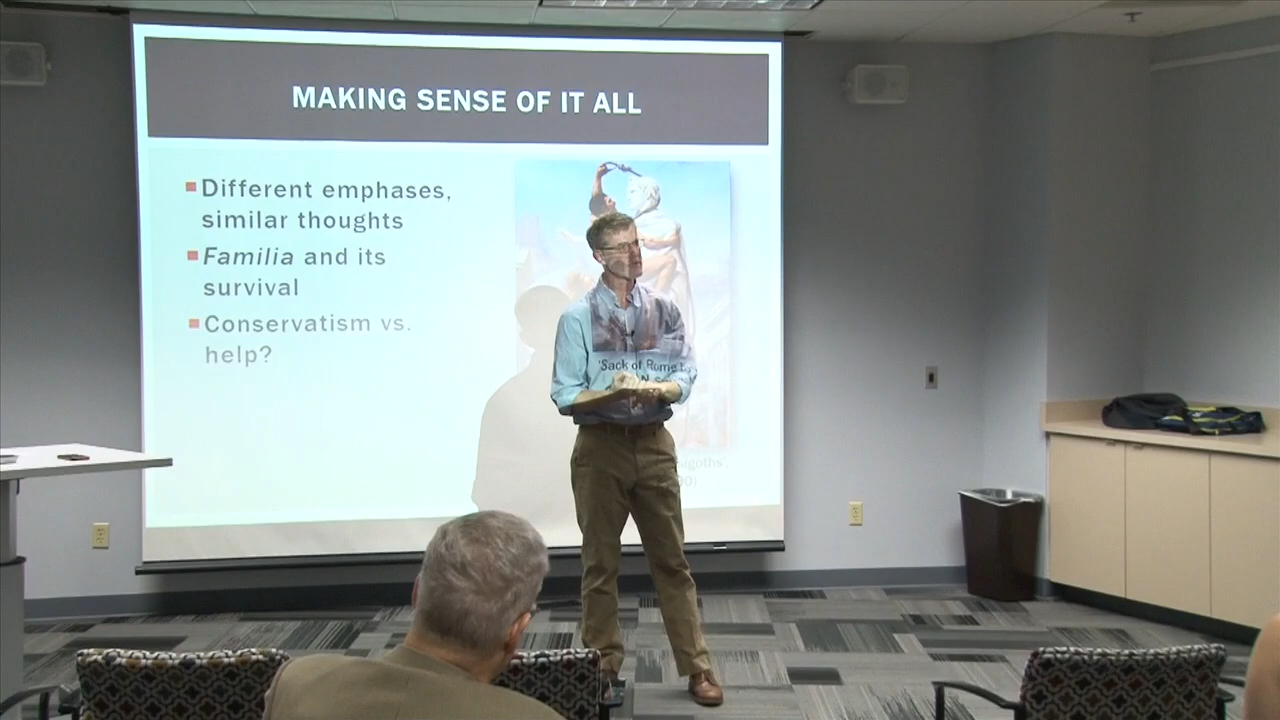 MAKING SENSE OF IT ALL
Different emphases,
similar thoughts
Familia and its
survival
Conservatism vs.
help?
'Sack of Rome